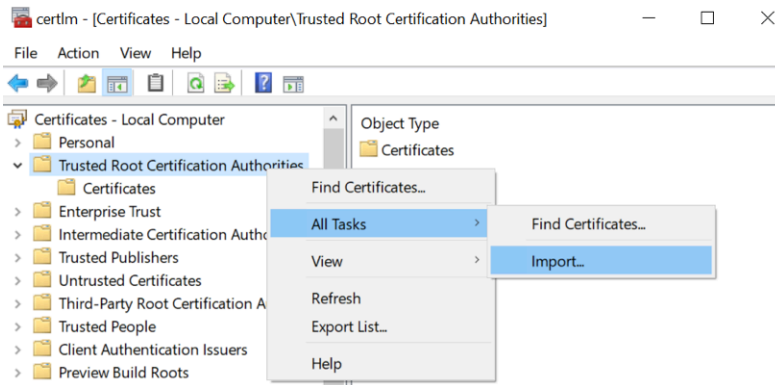 certlm - [Certificates - Local Computer\Trusted Root Certification Authorities]
File Action View Help
Certificates - Local Computer
Personal
Trusted Root Certification Authorities
Certificates
Enterprise Trust
Intermediate Certification Autho
Trusted Publishers
Untrusted Certificates
Third-Party Root Certification A
Trusted People
Client Authentication Issuers
Preview Build Roots
Object Type
Certificates
Find Certificates...
All Tasks
View
Refresh
Export List...
Help
Find Certificates...
Import...